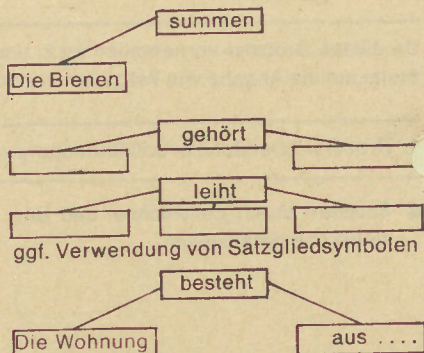 summen
Die Bienen
gehört
leiht
ggf. Verwendung von Satzgliedsymbolen
besteht
Die Wohnung
aus ....